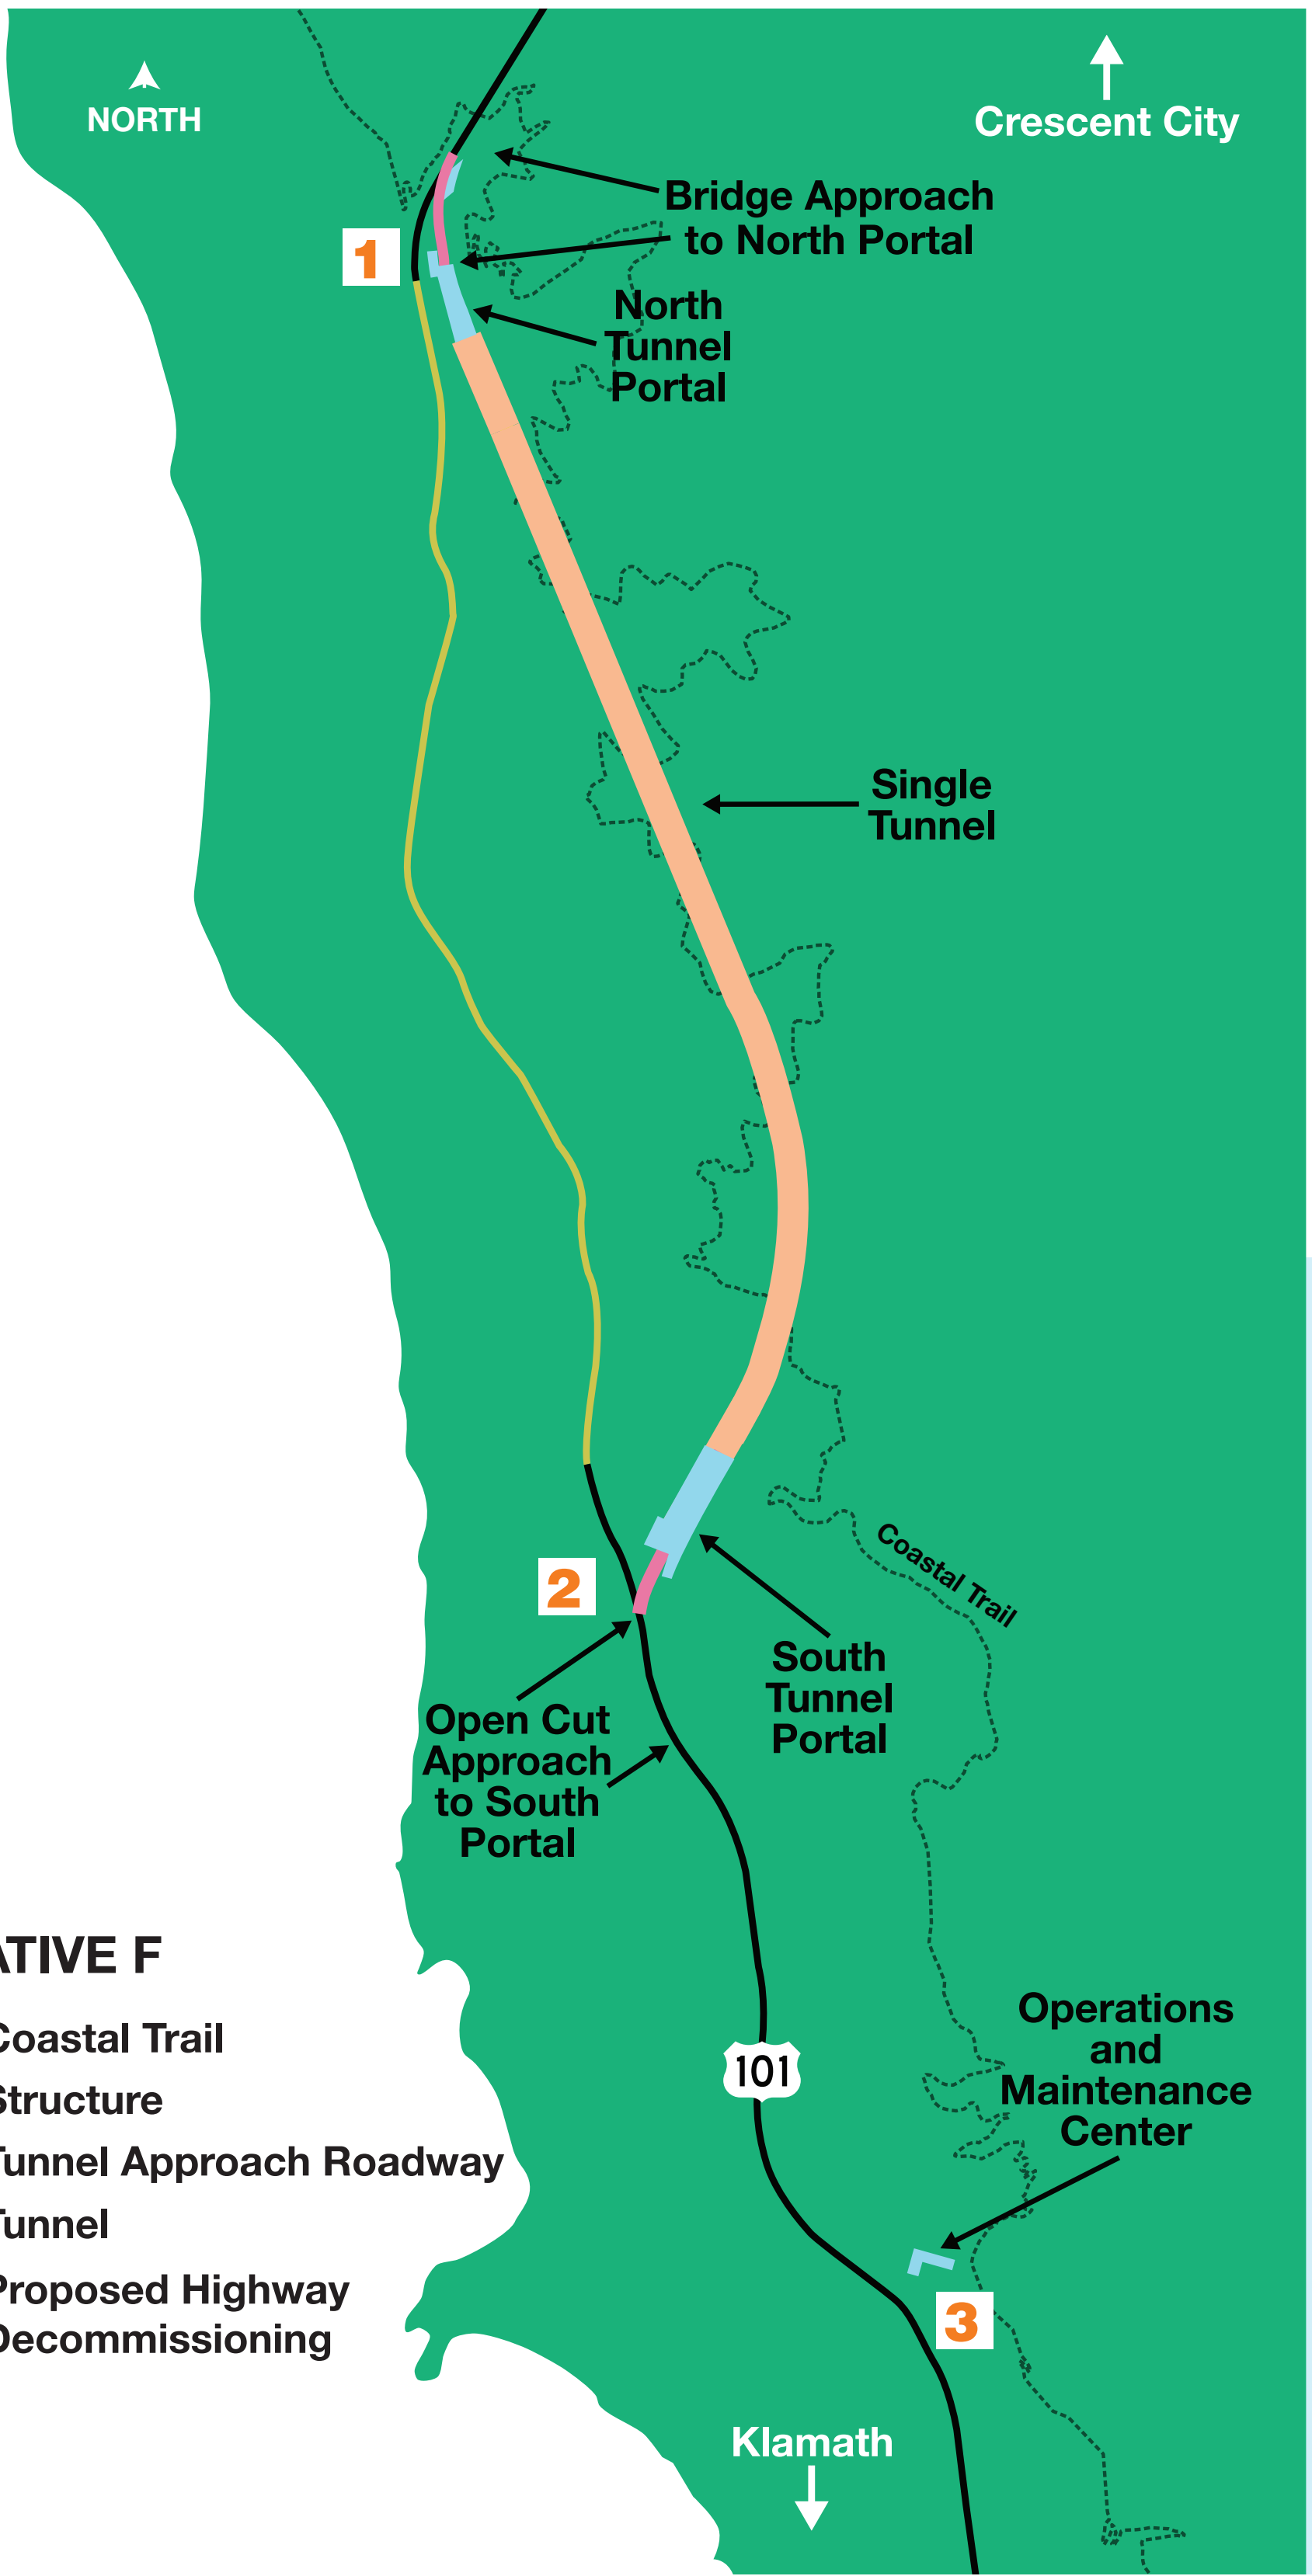 NORTH
Crescent City
Bridge Approach
to North Portal
1
North
Tunnel
Portal
Single
Tunnel
Coastal Trail
2
South
Tunnel
Portal
Open Cut
Approach
to South
Portal
ATIVE F
Coastal Trail
Structure
Tunnel Approach Roadway
Tunnel
Proposed Highway
Decommissioning
101
Operations
and
Maintenance
Center
3
Klamath